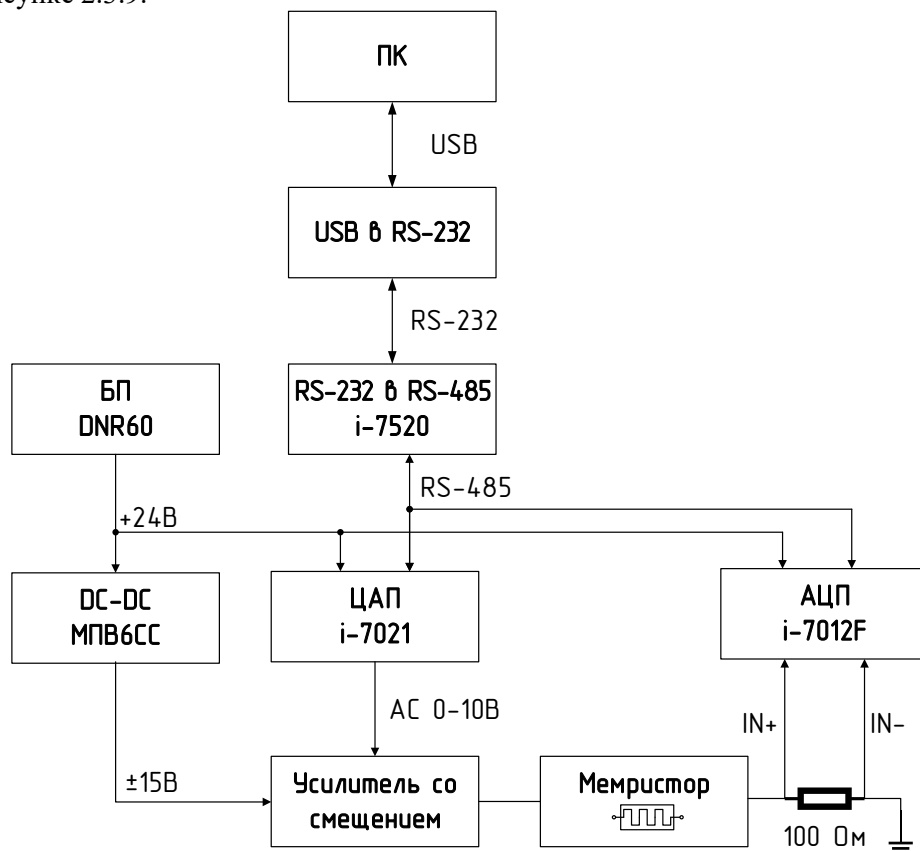 ПК
USB
USB в RS-232
RS-232
БП
DNR60
RS-232 в RS-485
i-7520
RS-485
+24В
DC-DC
МПВ6СС
ЦАП
i-7021
АЦП
i-7012F
AC 0-10В
IN+
IN-
±15В
Усилитель со
смещением
Мемристор
100 Ом